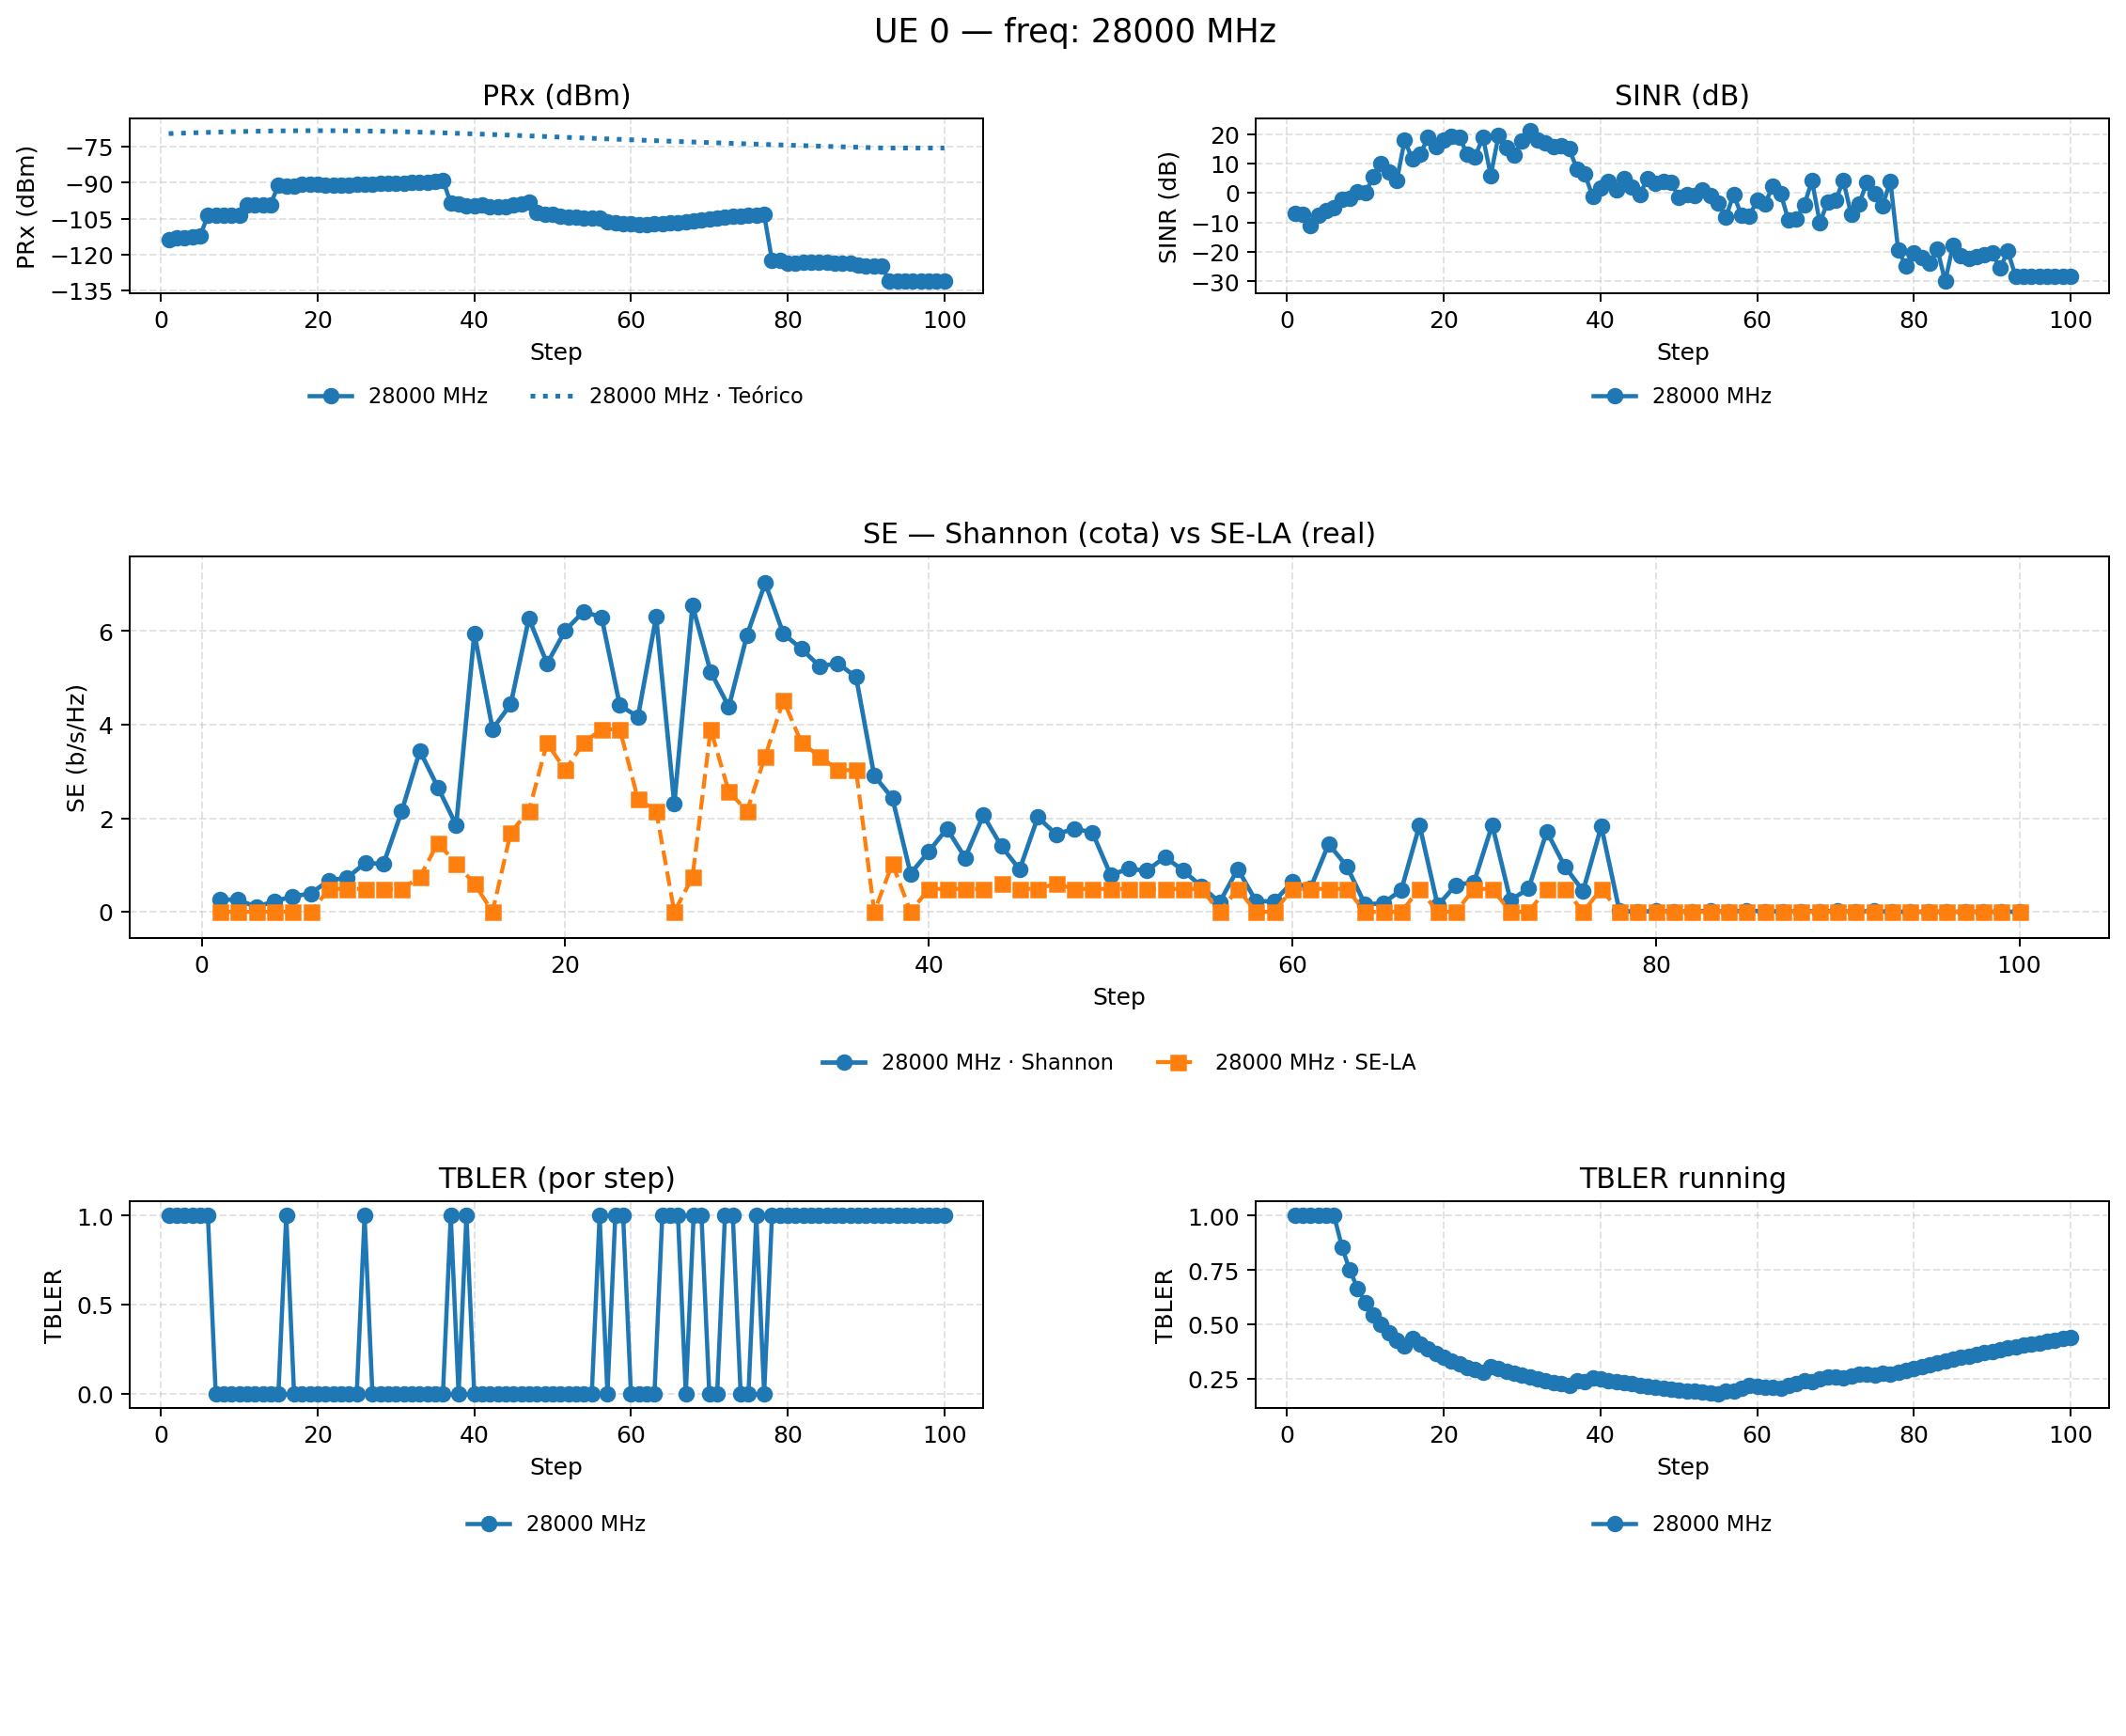 UE 0 — freq: 28000 MHz
PRx (dBm)
PRx (dBm)
−75
−90
−105
−120
−135
0 20 40 60 80 100
Step
28000 MHz 28000 MHz · Teórico
SINR (dB)
SINR (dB)
20
10
0
−10
−20
−30
0 20 40 60 80 100
Step
28000 MHz
SE — Shannon (cota) vs SE-LA (real)
SE (b/s/Hz)
6
4
2
0
0 20 40 60 80 100
Step
28000 MHz · Shannon 28000 MHz · SE-LA
TBLER (por step)
TBLER
1.0
0.5
0.0
0 20 40 60 80 100
Step
28000 MHz
TBLER running
TBLER
1.00
0.75
0.50
0.25
0 20 40 60 80 100
Step
28000 MHz